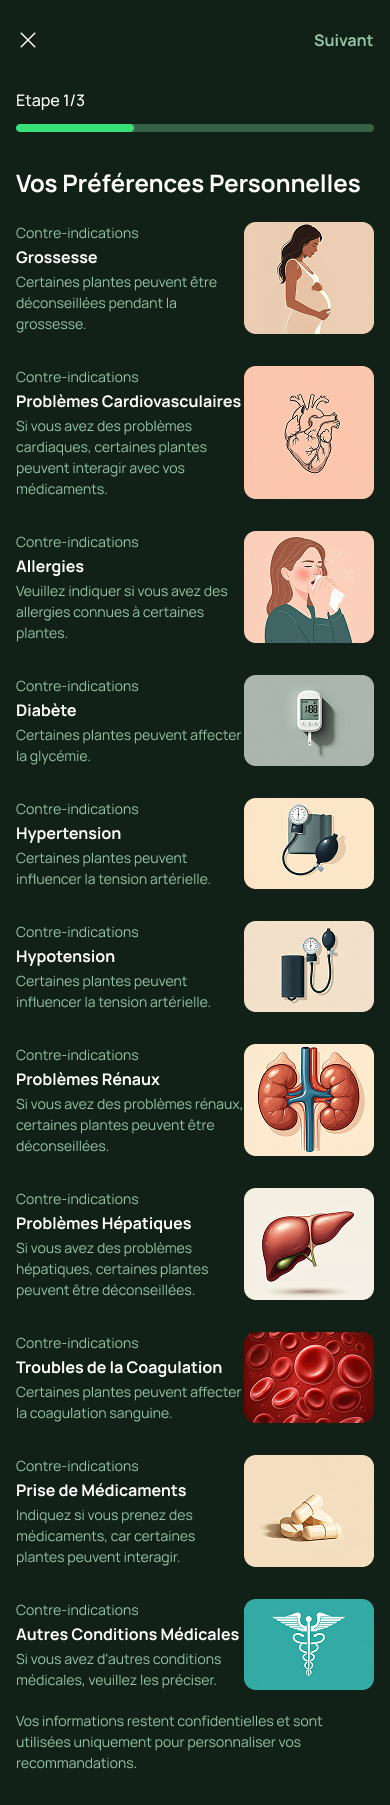 Suivant
Etape 1/3
Vos Préférences Personnelles
Contre-indications
Grossesse
Certaines plantes peuvent être
déconseillées pendant la
grossesse.
Contre-indications
Problèmes Cardiovasculaires
Si vous avez des problèmes
cardiaques, certaines plantes
peuvent interagir avec vos
médicaments.
Contre-indications
Allergies
Veuillez indiquer si vous avez des
allergies connues à certaines
plantes.
Contre-indications
Diabète
Certaines plantes peuvent affecter
la glycémie.
Contre-indications
Hypertension
Certaines plantes peuvent
influencer la tension artérielle.
Contre-indications
Hypotension
Certaines plantes peuvent
influencer la tension artérielle.
Contre-indications
Problèmes Rénaux
Si vous avez des problèmes rénaux,
certaines plantes peuvent être
déconseillées.
Contre-indications
Problèmes Hépatiques
Si vous avez des problèmes
hépatiques, certaines plantes
peuvent être déconseillées.
Contre-indications
Troubles de la Coagulation
Certaines plantes peuvent affecter
la coagulation sanguine.
Contre-indications
Prise de Médicaments
Indiquez si vous prenez des
médicaments, car certaines
plantes peuvent interagir.
Contre-indications
Autres Conditions Médicales
Si vous avez d'autres conditions
médicales, veuillez les préciser.
Vos informations restent confidentielles et sont
utilisées uniquement pour personnaliser vos
recommandations.